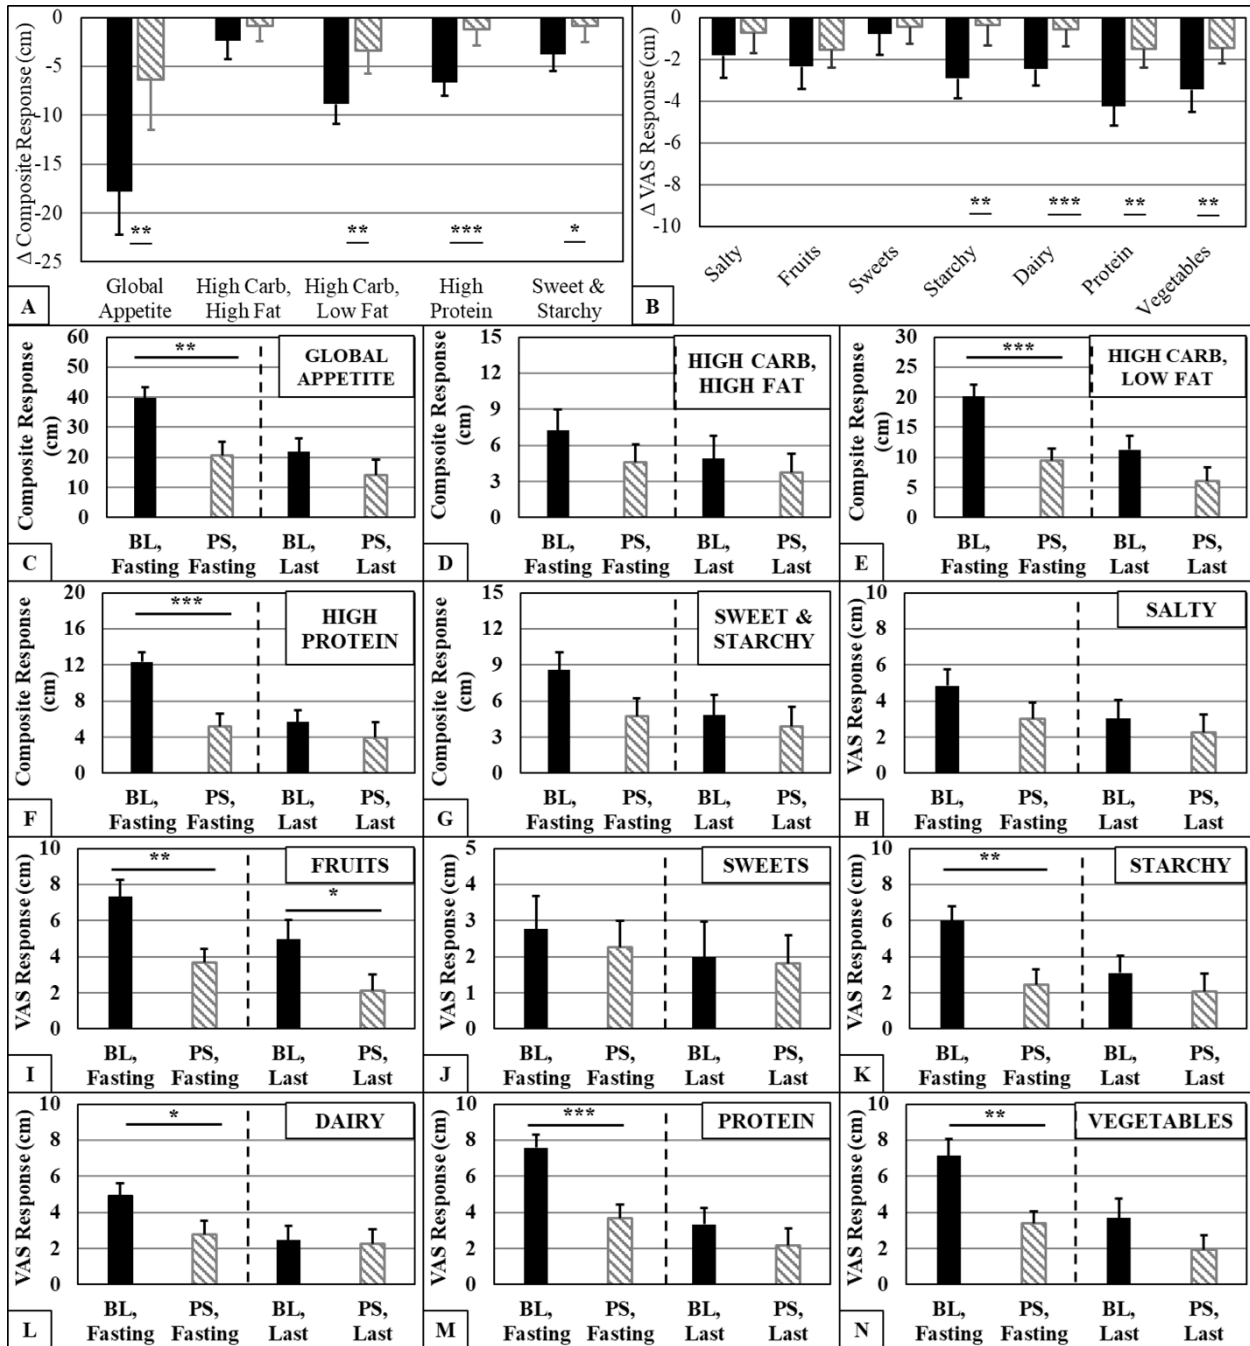 Δ Composite Response (cm)
0
-5
-10
-15
-20
-25
**
**
***
*
Global Appetite
High Carb, High Fat
High Carb, Low Fat
High Protein
Sweet & Starchy
A
Δ VAS Response (cm)
0
-2
-4
-6
-8
-10
**
***
**
**
Salty
Fruits
Sweets
Starchy
Dairy
Protein
Vegetables
B
Composite Response (cm)
60
50
40
30
20
10
0
**
GLOBAL
APPETITE
BL, Fasting
PS, Fasting
BL, Last
PS, Last
C
Compsoite Response (cm)
15
12
9
6
3
0
HIGH CARB,
HIGH FAT
BL, Fasting
PS, Fasting
BL, Last
PS, Last
D
Compsite Response (cm)
30
25
20
15
10
5
0
***
HIGH CARB,
LOW FAT
BL, Fasting
PS, Fasting
BL, Last
PS, Last
E
Composite Response (cm)
20
16
12
8
4
0
***
HIGH
PROTEIN
BL, Fasting
PS, Fasting
BL, Last
PS, Last
F
Composite Response (cm)
15
12
9
6
3
0
SWEET &
STARCHY
BL, Fasting
PS, Fasting
BL, Last
PS, Last
G
VAS Response (cm)
10
8
6
4
2
0
SALTY
BL, Fasting
PS, Fasting
BL, Last
PS, Last
H
VAS Response (cm)
10
8
6
4
2
0
**
*
FRUITS
BL, Fasting
PS, Fasting
BL, Last
PS, Last
I
VAS Response (cm)
5
4
3
2
1
0
SWEETS
BL, Fasting
PS, Fasting
BL, Last
PS, Last
J
VAS Response (cm)
10
8
6
4
2
0
**
STARCHY
BL, Fasting
PS, Fasting
BL, Last
PS, Last
K
VAS Response (cm)
10
8
6
4
2
0
*
DAIRY
BL, Fasting
PS, Fasting
BL, Last
PS, Last
L
VAS Response (cm)
10
8
6
4
2
0
***
PROTEIN
BL, Fasting
PS, Fasting
BL, Last
PS, Last
M
VAS Response (cm)
10
8
6
4
2
0
**
VEGETABLES
BL, Fasting
PS, Fasting
BL, Last
PS, Last
N